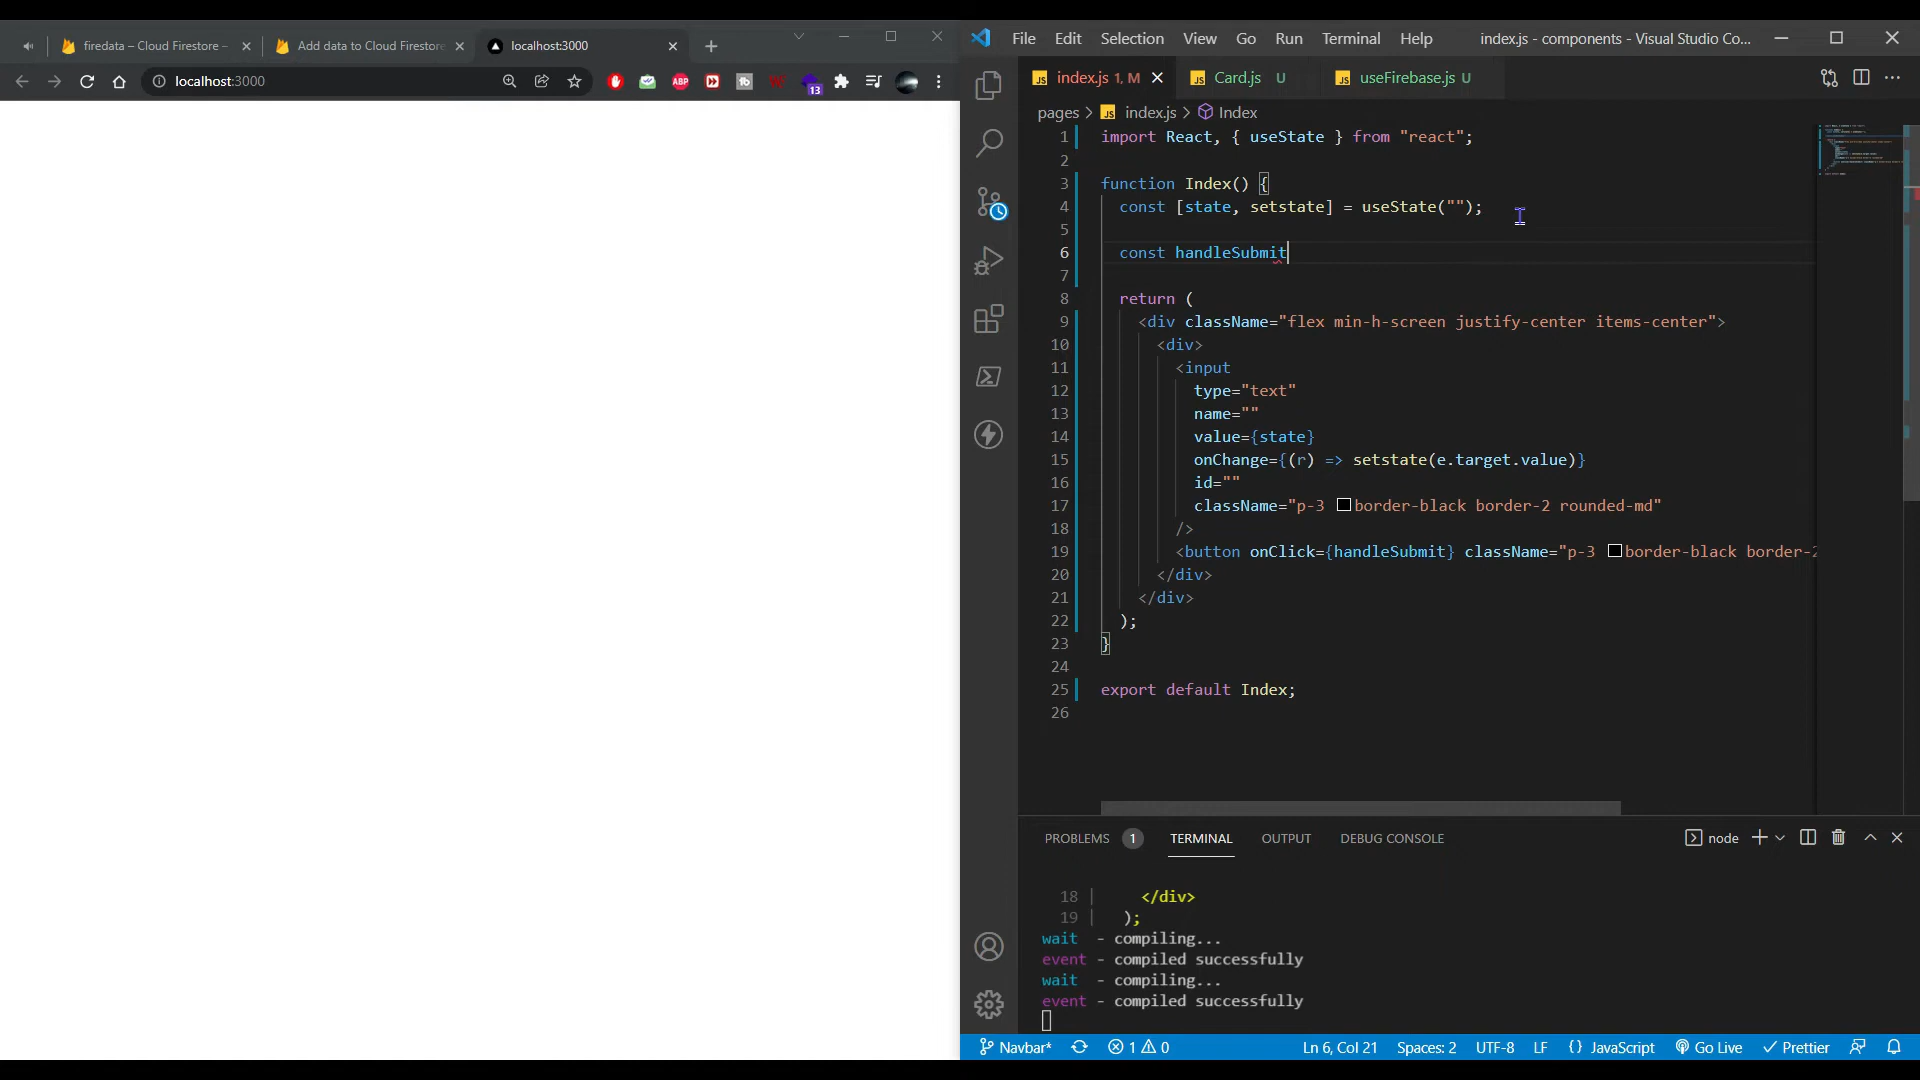 firedata – Cloud Firestore –
Add data to Cloud Firestore
localhost:3000
localhost:3000
13
File Edit Selection View Go Run Terminal Help
index.js - components - Visual Studio Co...
index.js 1, M
Card.js U
useFirebase.js U
pages > index.js > Index
1 import React, { useState } from "react";
2
3 function Index() {
4 const [state, setstate] = useState("");
5
6 const handleSubmit
7
8 return (
9 <div className="flex min-h-screen justify-center items-center">
10 <div>
11 <input
12 type="text"
13 name=""
14 value={state}
15 onChange={(r) => setstate(e.target.value)}
16 id=""
17 className="p-3 border-black border-2 rounded-md"
18 />
19 <button onClick={handleSubmit} className="p-3 border-black border-2
20 </div>
21 </div>
22 );
23 }
24
25 export default Index;
26
PROBLEMS 1 TERMINAL OUTPUT DEBUG CONSOLE
node
18 | </div>
19 | );
wait - compiling...
event - compiled successfully
wait - compiling...
event - compiled successfully
Navbar* 1 0 Ln 6, Col 21 Spaces: 2 UTF-8 LF {} JavaScript Go Live Prettier